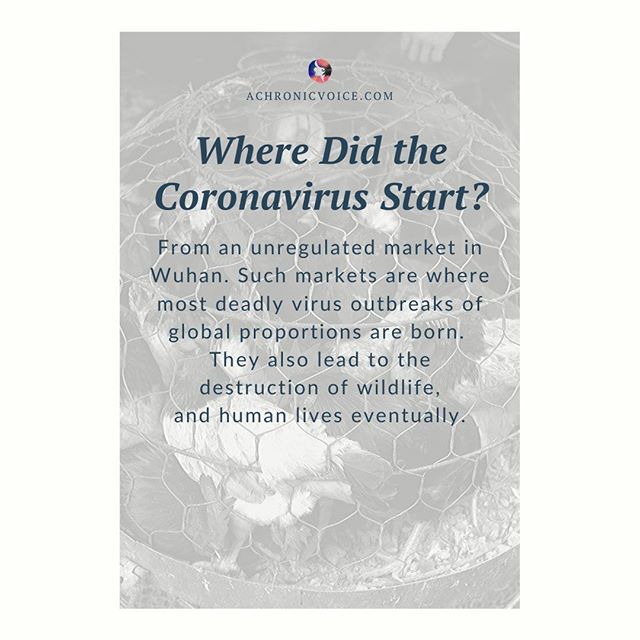 ACHRONICVOICE.COM
Where Did the
Coronavirus Start?
From an unregulated market in
Wuhan. Such markets are where
most deadly virus outbreaks of
global proportions are born.
They also lead to the
destruction of wildlife,
and human lives eventually.